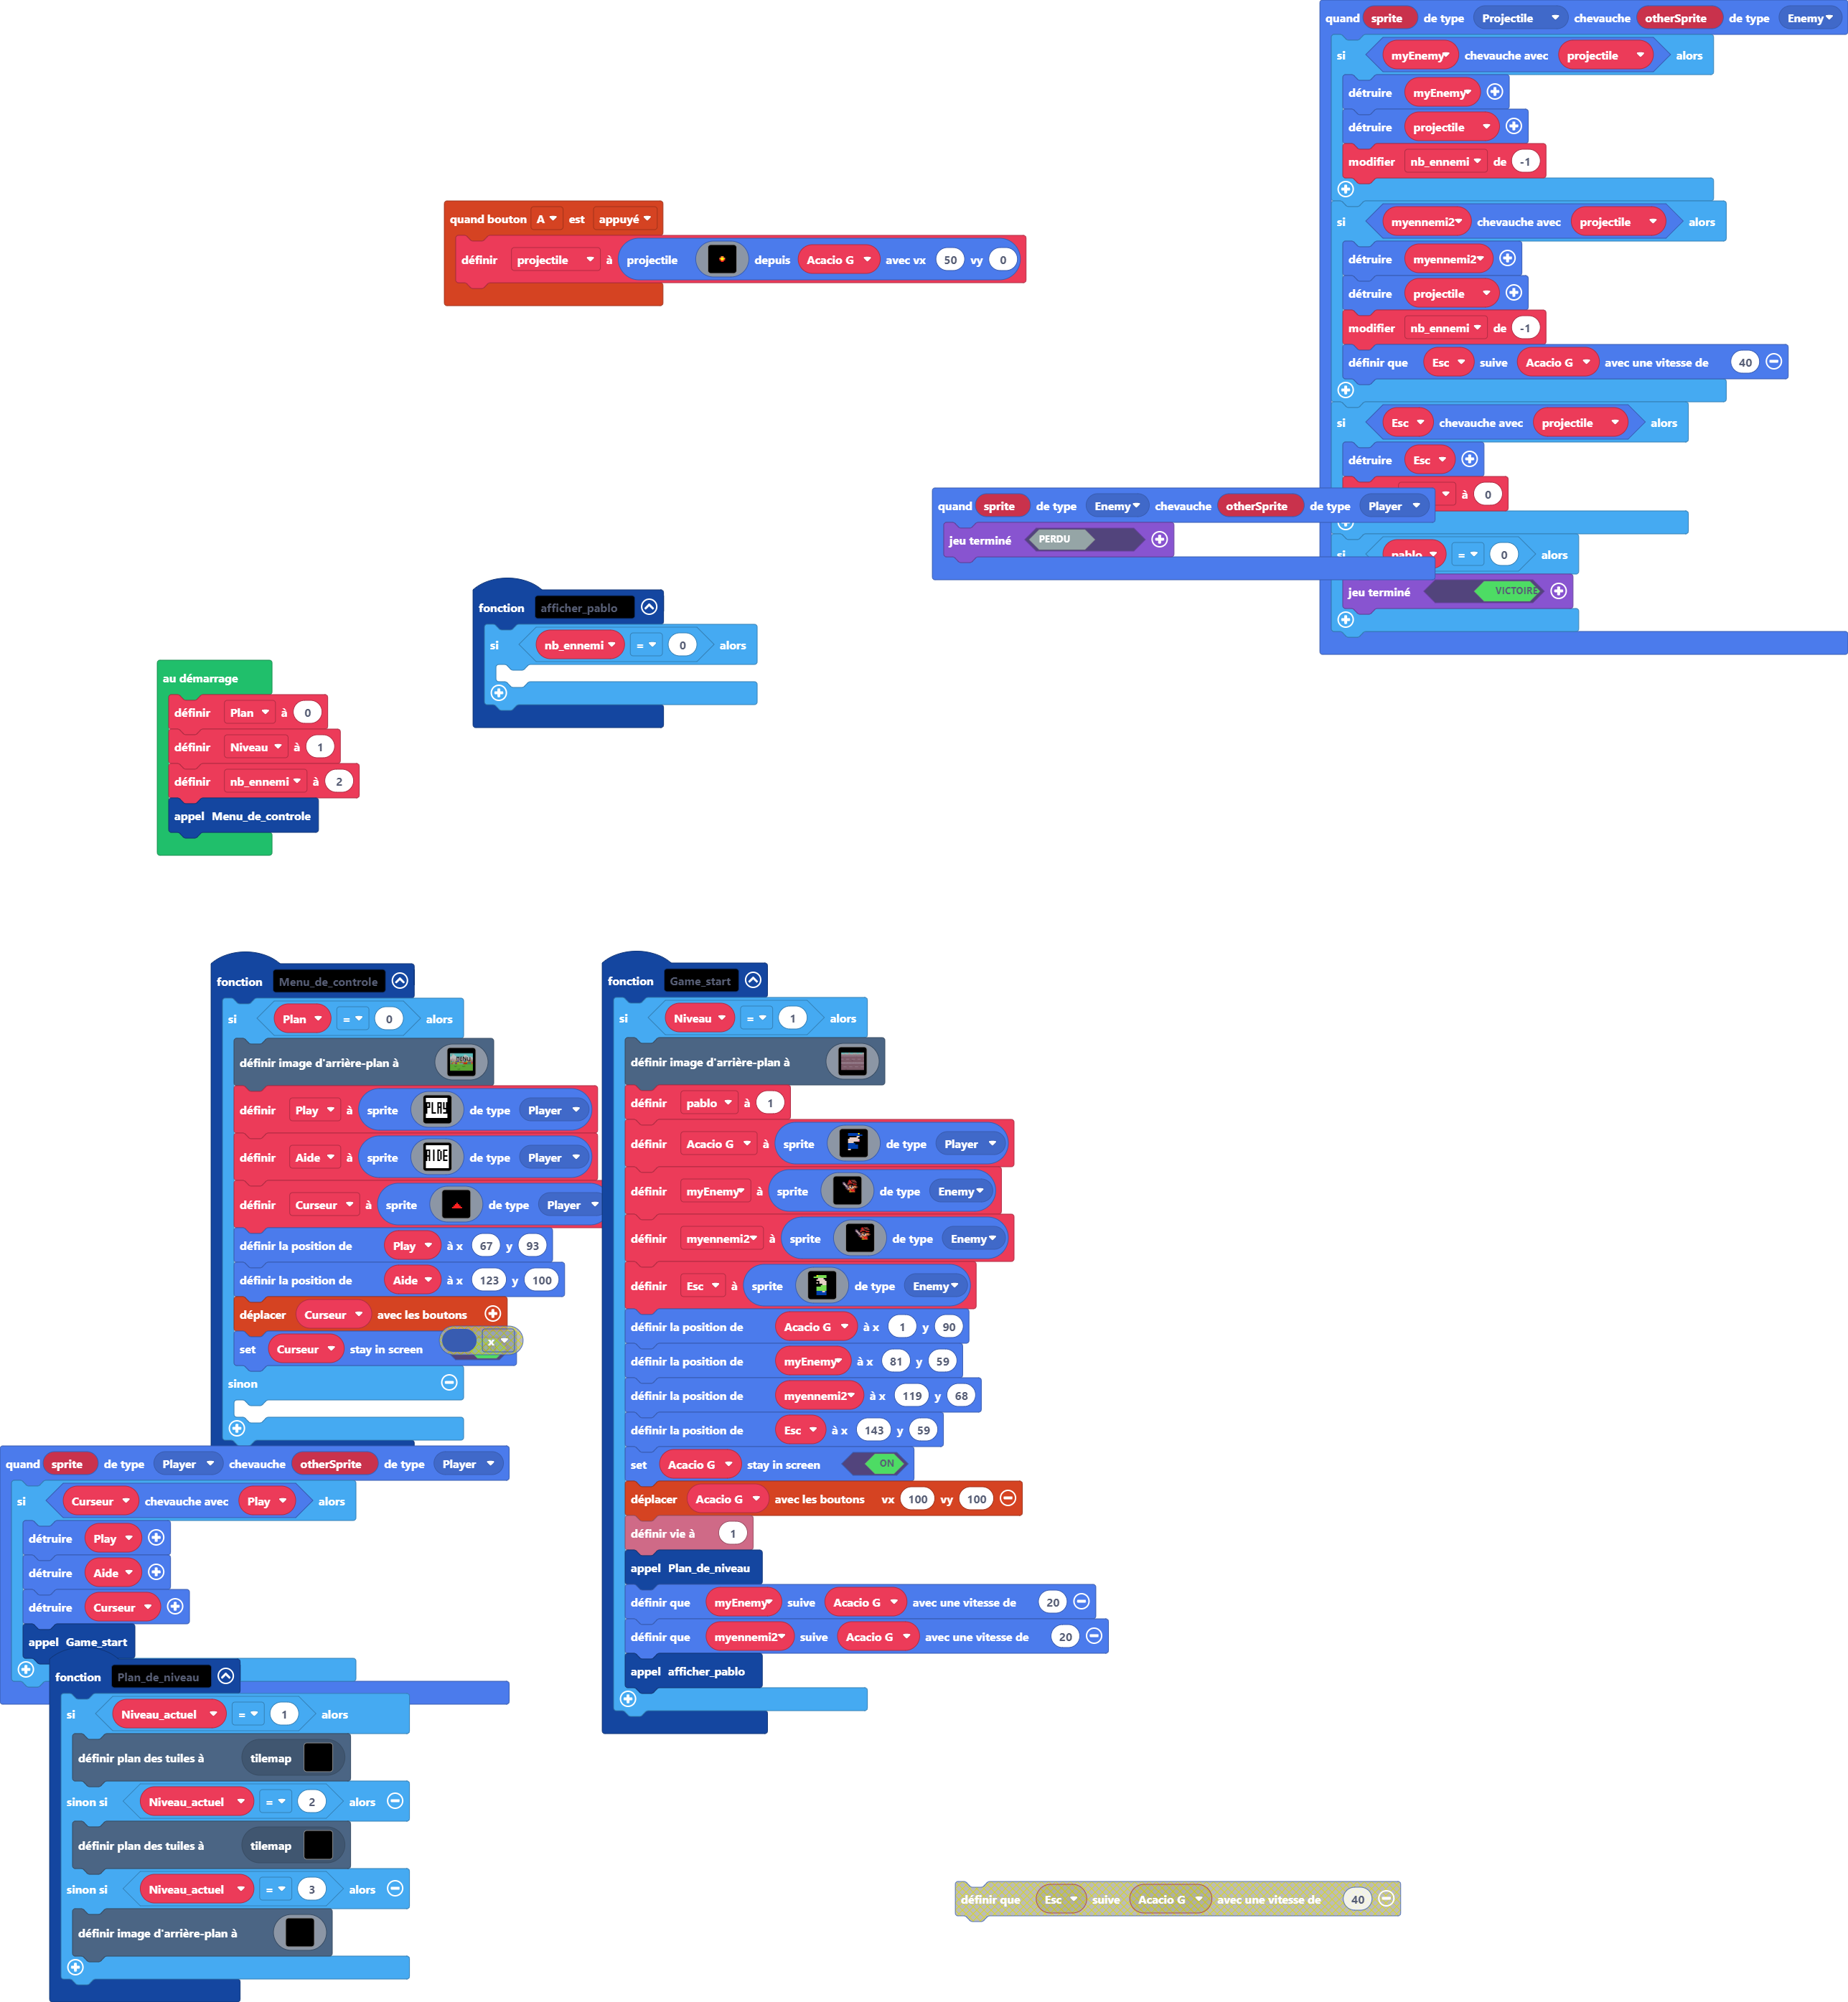 quand sprite de type Projectile chevauche otherSprite de type Enemy
si myEnemy chevauche avec projectile alors
détruire myEnemy
détruire projectile
modifier nb_ennemi de -1
si myennemi2 chevauche avec projectile alors
détruire myennemi2
détruire projectile
modifier nb_ennemi de -1
définir que Esc suive Acacio G avec une vitesse de 40
si Esc chevauche avec projectile alors
détruire Esc
à 0
si pablo = 0 alors
jeu terminé VICTOIRE
quand bouton A est appuyé
définir projectile à projectile depuis Acacio G avec vx 50 vy 0
quand sprite de type Enemy chevauche otherSprite de type Player
jeu terminé PERDU
fonction afficher_pablo
si nb_ennemi = 0 alors
au démarrage
définir Plan à 0
définir Niveau à 1
définir nb_ennemi à 2
appel Menu_de_controle
fonction Menu_de_controle
si Plan = 0 alors
définir image d'arrière-plan à MENU
définir Play à sprite PLAY de type Player
définir Aide à sprite AIDE de type Player
définir Curseur à sprite de type Player
définir la position de Play à x 67 y 93
définir la position de Aide à x 123 y 100
déplacer Curseur avec les boutons
set Curseur stay in screen x
sinon
fonction Game_start
si Niveau = 1 alors
définir image d'arrière-plan à
définir pablo à 1
définir Acacio G à sprite de type Player
définir myEnemy à sprite de type Enemy
définir myennemi2 à sprite de type Enemy
définir Esc à sprite de type Enemy
définir la position de Acacio G à x 1 y 90
définir la position de myEnemy à x 81 y 59
définir la position de myennemi2 à x 119 y 68
définir la position de Esc à x 143 y 59
set Acacio G stay in screen ON
déplacer Acacio G avec les boutons vx 100 vy 100
définir vie à 1
appel Plan_de_niveau
définir que myEnemy suive Acacio G avec une vitesse de 20
définir que myennemi2 suive Acacio G avec une vitesse de 20
appel afficher_pablo
quand sprite de type Player chevauche otherSprite de type Player
si Curseur chevauche avec Play alors
détruire Play
détruire Aide
détruire Curseur
appel Game_start
fonction Plan_de_niveau
si Niveau_actuel = 1 alors
définir plan des tuiles à tilemap
sinon si Niveau_actuel = 2 alors
définir plan des tuiles à tilemap
sinon si Niveau_actuel = 3 alors
définir image d'arrière-plan à
définir que Esc suive Acacio G avec une vitesse de 40